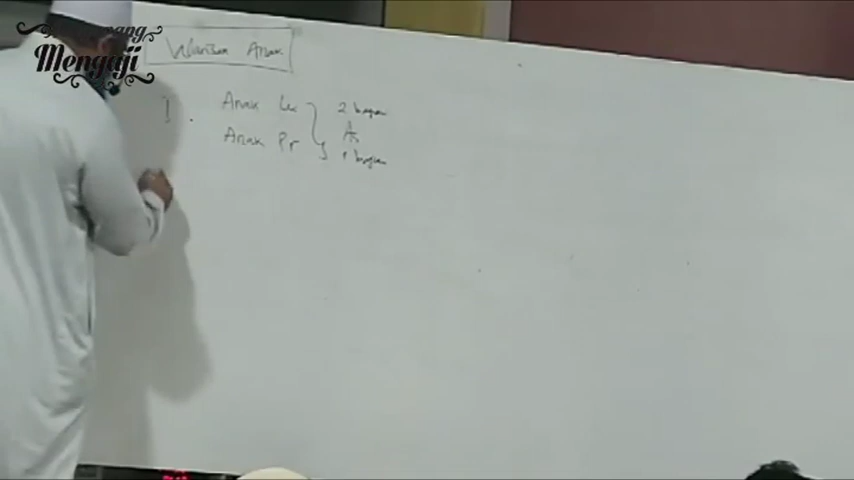 Mengaji
Warisan Anak
1. Anak Lk 2 bagian
Anak Pr 1 bagian